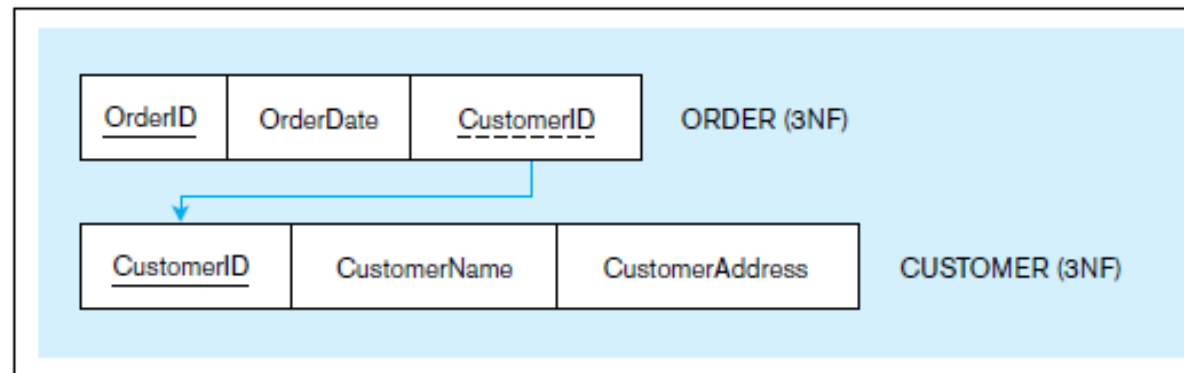 OrderID OrderDate CustomerID ORDER (3NF)
CustomerID CustomerName CustomerAddress CUSTOMER (3NF)